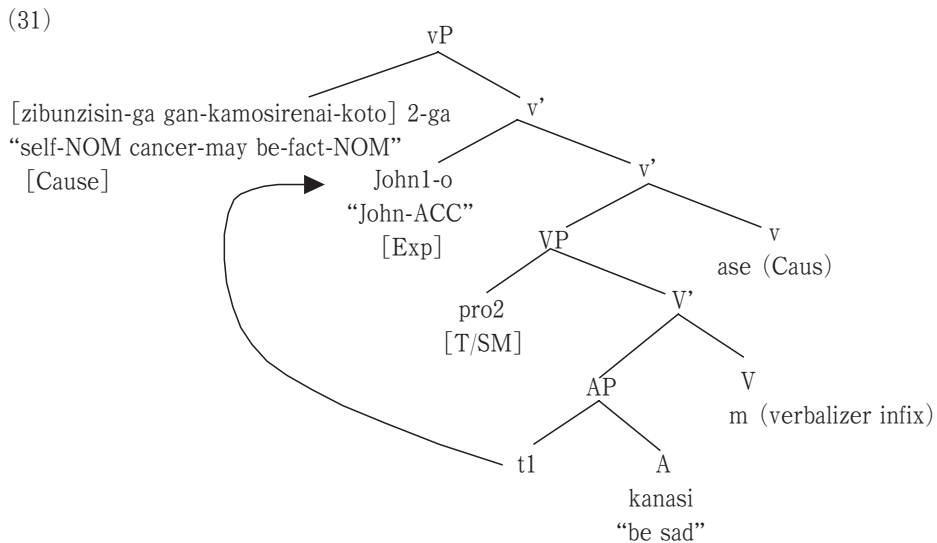 (31)
vP
[zibunzisin-ga gan-kamosirenai-koto] 2-ga
v’
“self-NOM cancer-may be-fact-NOM”
[Cause]
John1-o
v’
“John-ACC”
[Exp]
VP
v
ase (Caus)
pro2
V’
[T/SM]
AP
V
m (verbalizer infix)
t1
A
kanasi
“be sad”